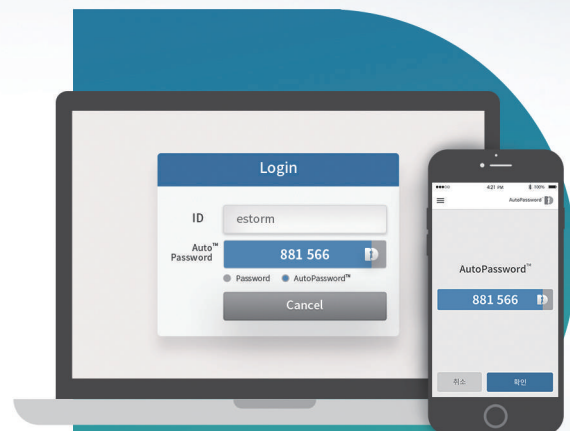 Login
ID
estorm
Auto™
Password
881 566
Password
AutoPassword™
Cancel
4:21 PM
100%
AutoPassword
AutoPassword™
881 566
취소
확인